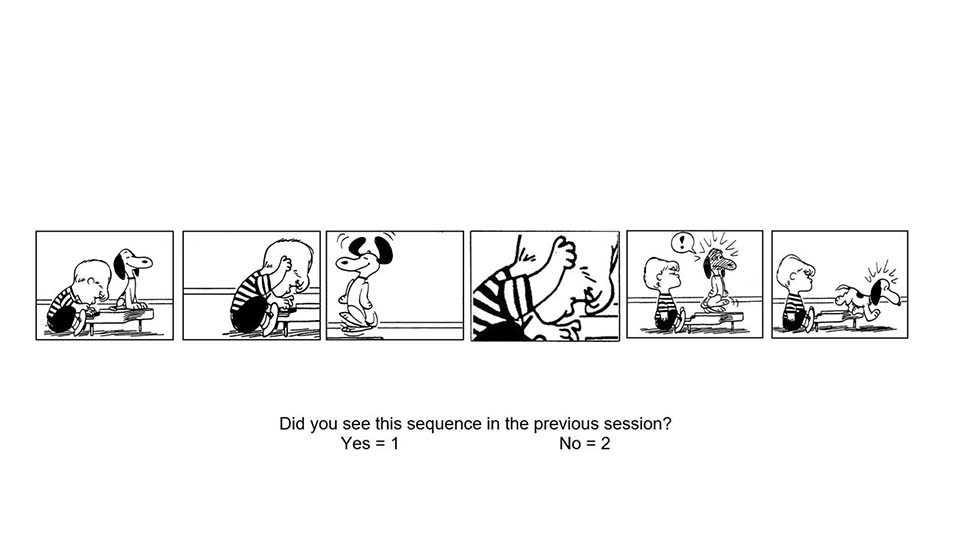 !
Did you see this sequence in the previous session?
Yes = 1 No = 2